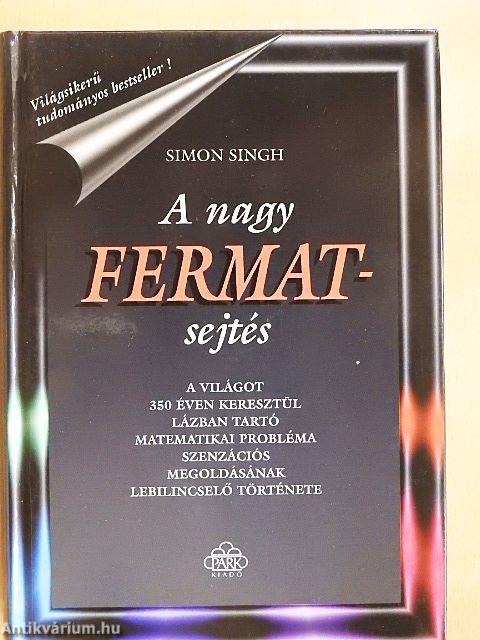 Világsikerű
tudományos bestseller !
SIMON SINGH
A nagy
FERMAT-
sejtés
A VILÁGOT
350 ÉVEN KERESZTÜL
LÁZBAN TARTÓ
MATEMATIKAI PROBLÉMA
SZENZÁCIÓS
MEGOLDÁSÁNAK
LEBILINCSELŐ TÖRTÉNETE
PARK
KIADÓ
Antikvárium.hu